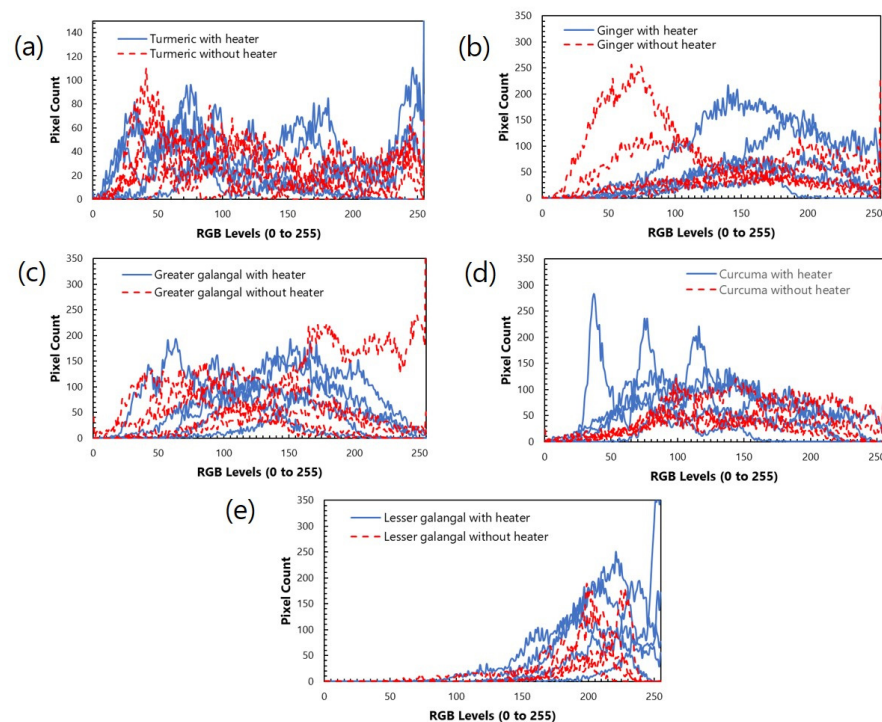 (a)
Turmeric with heater
Turmeric without heater
Pixel Count
140
120
100
80
60
40
20
0
0 50 100 150 200 250
RGB Levels (0 to 255)
(b)
Ginger with heater
Ginger without heater
Pixel Count
350
300
250
200
150
100
50
0
0 50 100 150 200 250
RGB Levels (0 to 255)
(c)
Greater galangal with heater
Greater galangal without heater
Pixel Count
350
300
250
200
150
100
50
0
0 50 100 150 200 250
RGB Levels (0 to 255)
(d)
Curcuma with heater
Curcuma without heater
Pixel Count
350
300
250
200
150
100
50
0
0 50 100 150 200 250
RGB Levels (0 to 255)
(e)
Lesser galangal with heater
Lesser galangal without heater
Pixel Count
350
300
250
200
150
100
50
0
0 50 100 150 200 250
RGB Levels (0 to 255)